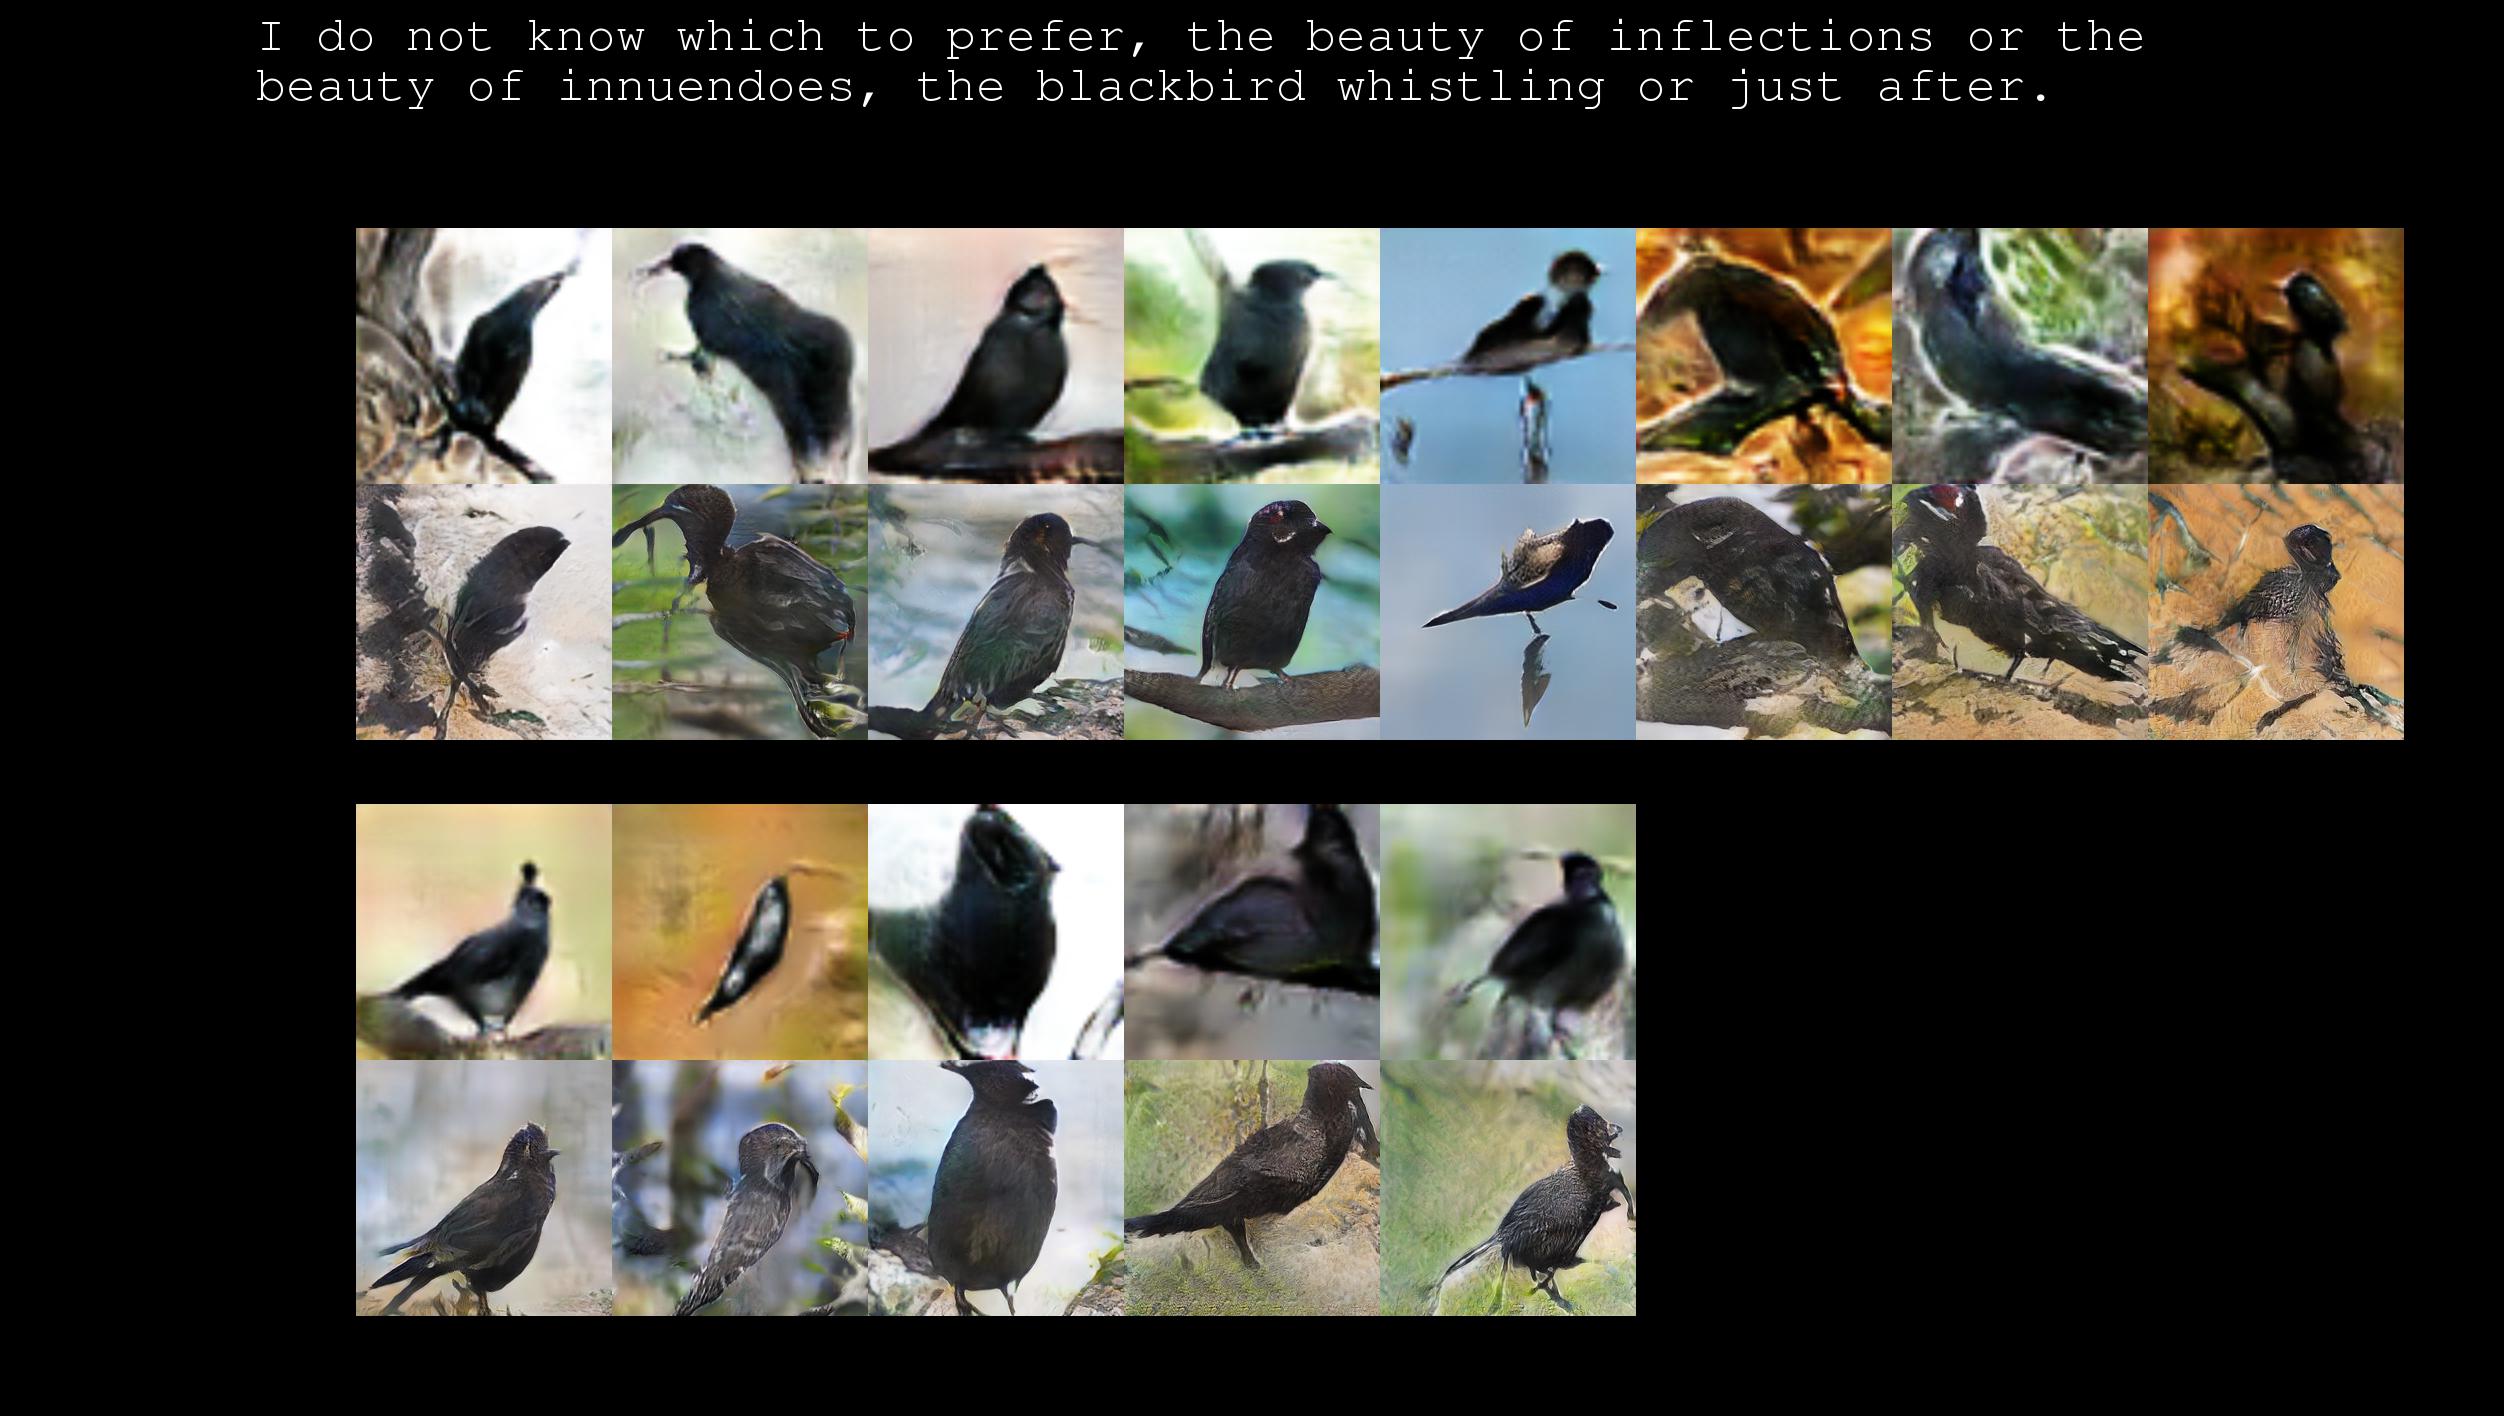 I do not know which to prefer, the beauty of inflections or the
beauty of innuendoes, the blackbird whistling or just after.